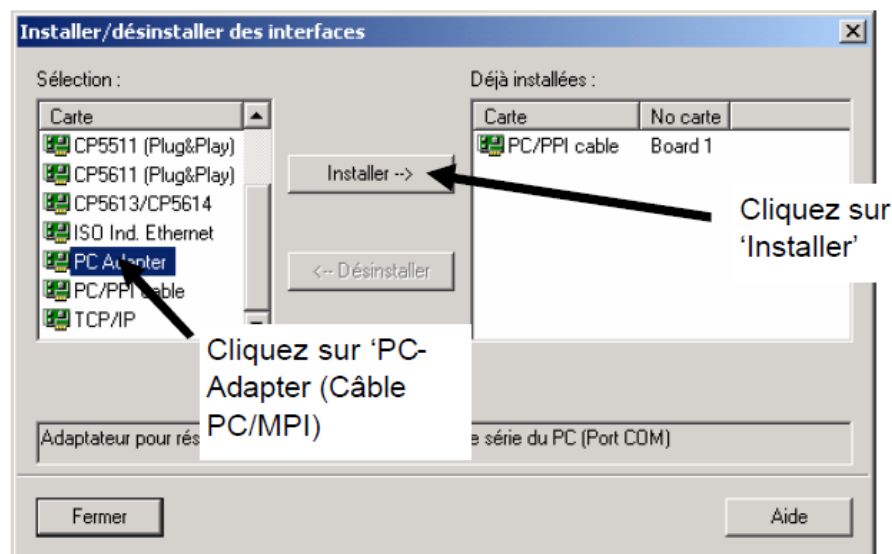 Installer/désinstaller des interfaces
Sélection :
Déjà installées :
Carte
Carte No carte
CP5511 (Plug&Play)
PC/PPI cable Board 1
CP5611 (Plug&Play)
CP5613/CP5614
ISO Ind. Ethernet
PC Adapter
PC/PPI cable
TCP/IP
Installer -->
<-- Désinstaller
Cliquez sur
‘Installer’
Cliquez sur ‘PC-
Adapter (Câble
PC/MPI)
Adaptateur pour série du PC (Port COM)
Fermer
Aide